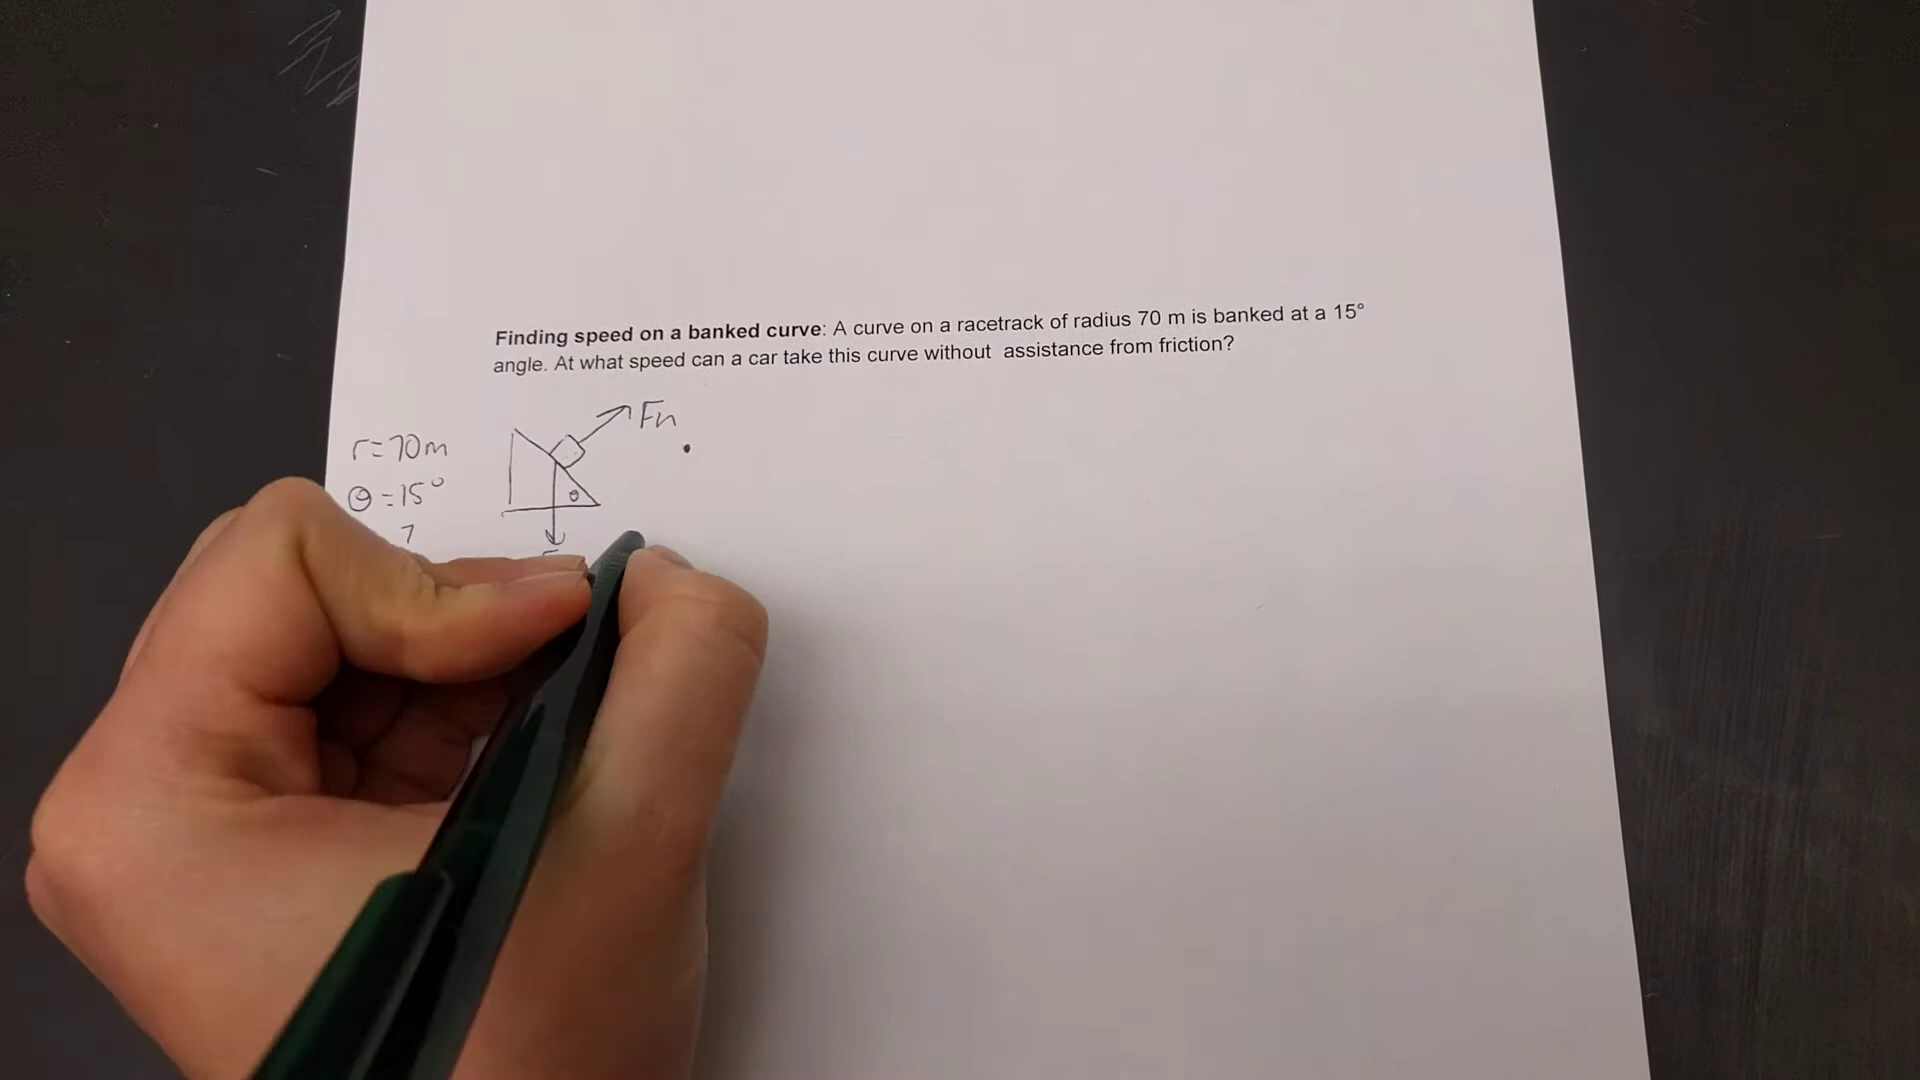 Finding speed on a banked curve: A curve on a racetrack of radius 70 m is banked at a 15°
angle. At what speed can a car take this curve without assistance from friction?
Fn
r=70m
θ=15°
θ